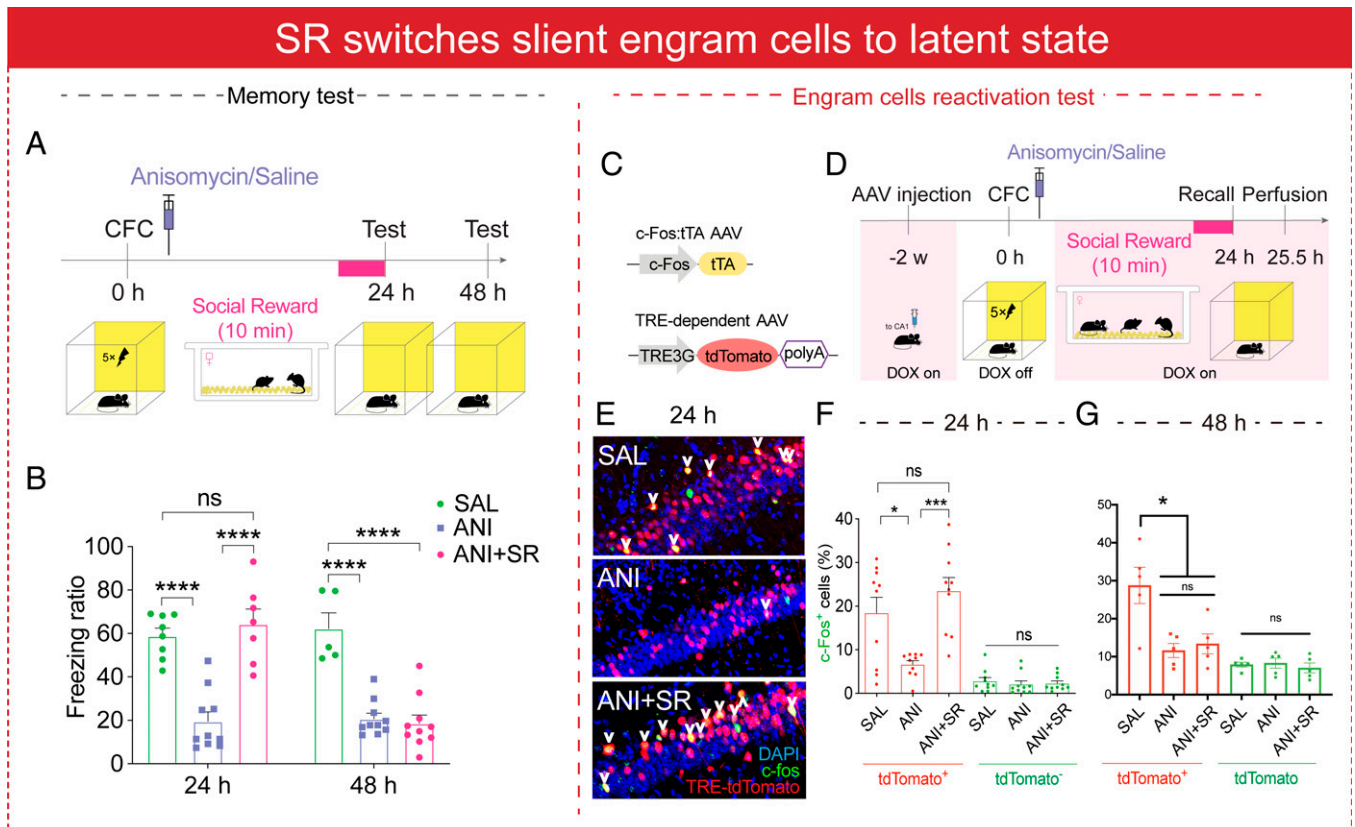 SR switches slient engram cells to latent state
Memory test
Engram cells reactivation test
A
Anisomycin/Saline
CFC
Test
Test
0 h
Social Reward
(10 min)
24 h
48 h
5×
♀
B
ns
****
****
****
****
SAL
ANI
ANI+SR
Freezing ratio
100
80
60
40
20
0
24 h
48 h
C
c-Fos:tTA AAV
c-Fos
tTA
TRE-dependent AAV
TRE3G
tdTomato
polyA
D
Anisomycin/Saline
AAV injection
CFC
Recall
Perfusion
-2 w
0 h
Social Reward
(10 min)
24 h
25.5 h
to CA1
5×
♀
DOX on
DOX off
DOX on
E
24 h
SAL
ANI
ANI+SR
DAPI
c-fos
TRE-tdTomato
F
24 h
ns
*
***
ns
c-Fos+ cells (%)
40
30
20
10
0
SAL
ANI
ANI+SR
SAL
ANI
ANI+SR
tdTomato+
tdTomato-
G
48 h
*
ns
ns
50
40
30
20
10
0
SAL
ANI
ANI+SR
SAL
ANI
ANI+SR
tdTomato+
tdTomato